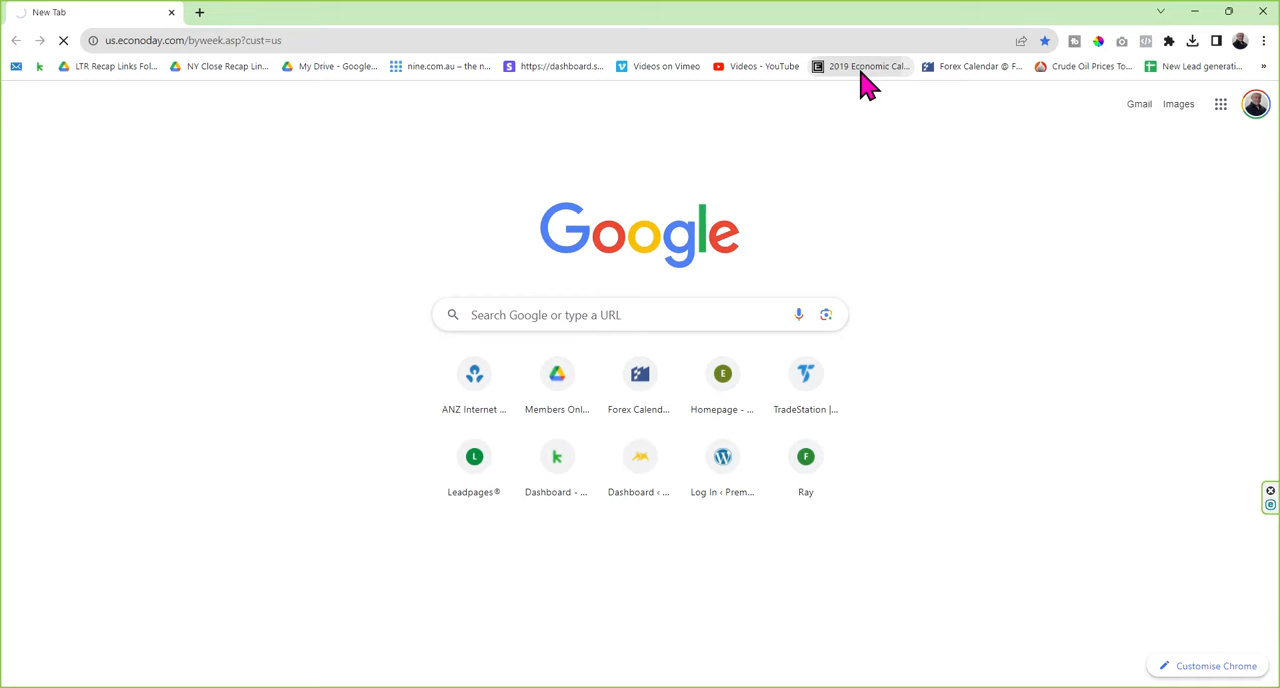 New Tab
us.econoday.com/byweek.asp?cust=us
LTR Recap Links Fol... NY Close Recap Lin... My Drive - Google... nine.com.au – the n... https://dashboard.s... Videos on Vimeo Videos - YouTube 2019 Economic Cal... Forex Calendar @ F... Crude Oil Prices To... New Lead generati... »
Gmail Images
Google
Search Google or type a URL
ANZ Internet ... Members Onl... Forex Calend... Homepage - ... TradeStation |...
Leadpages® Dashboard - ... Dashboard ‹ ... Log In ‹ Prem... Ray
Customise Chrome